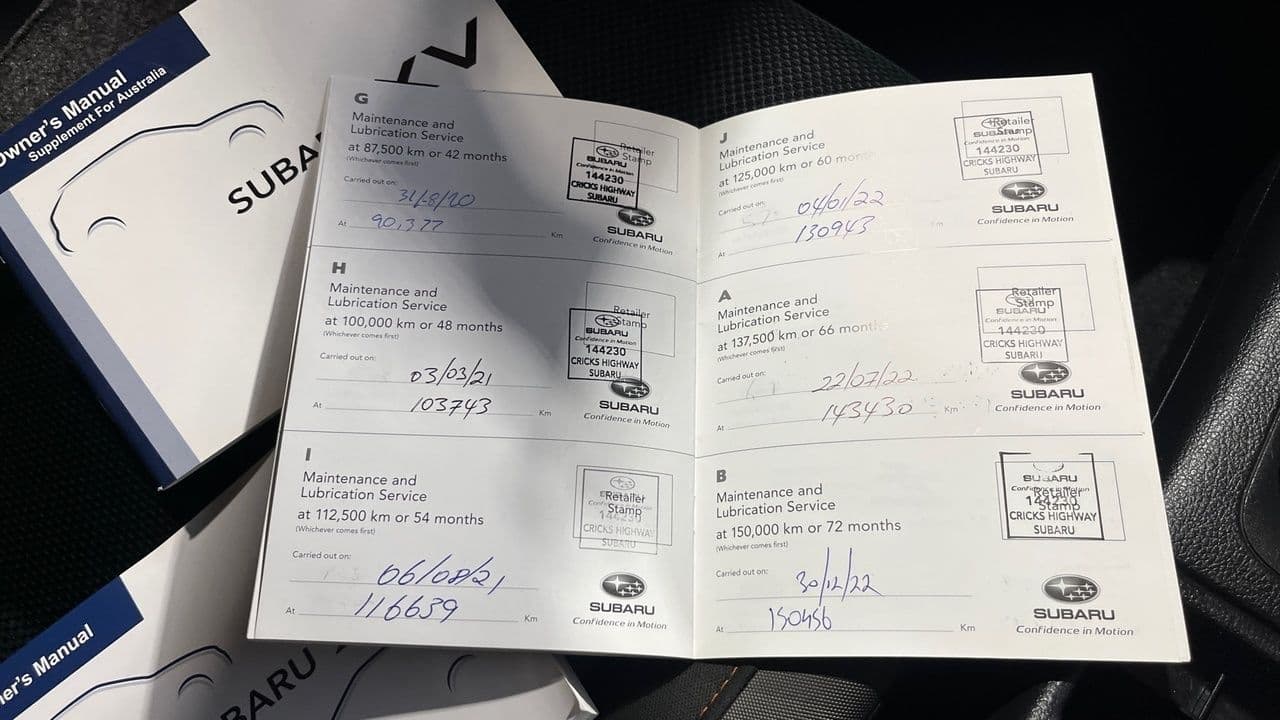 Owner's Manual
Supplement For Australia
SUBARU
XV
G
Maintenance and
Lubrication Service
at 87,500 km or 42 months
(Whichever comes first)
Carried out on:
31/8/20
At 90,377 Km
Retailer
Stamp
SUBARU
Confidence in Motion
144230
CRICKS HIGHWAY
SUBARU
SUBARU
Confidence in Motion
H
Maintenance and
Lubrication Service
at 100,000 km or 48 months
(Whichever comes first)
Carried out on:
03/03/21
At 103743 Km
Retailer
Stamp
SUBARU
Confidence in Motion
144230
CRICKS HIGHWAY
SUBARU
SUBARU
Confidence in Motion
I
Maintenance and
Lubrication Service
at 112,500 km or 54 months
(Whichever comes first)
Carried out on:
06/08/21
At 116639 Km
Retailer
Stamp
144230
CRICKS HIGHWAY
SUBARU
SUBARU
Confidence in Motion
J
Maintenance and
Lubrication Service
at 125,000 km or 60 months
(Whichever comes first)
Carried out on:
04/01/22
At 130943 Km
Retailer
Stamp
SUBARU
Confidence in Motion
144230
CRICKS HIGHWAY
SUBARU
SUBARU
Confidence in Motion
A
Maintenance and
Lubrication Service
at 137,500 km or 66 months
(Whichever comes first)
Carried out on:
22/07/22
At 143430 Km
Retailer
Stamp
SUBARU
144230
CRICKS HIGHWAY
SUBARU
SUBARU
Confidence in Motion
B
Maintenance and
Lubrication Service
at 150,000 km or 72 months
(Whichever comes first)
Carried out on:
30/12/22
At 150456 Km
Retailer
Stamp
SUBARU
Confidence in Motion
144230
CRICKS HIGHWAY
SUBARU
SUBARU
Confidence in Motion
ner's Manual
BARU